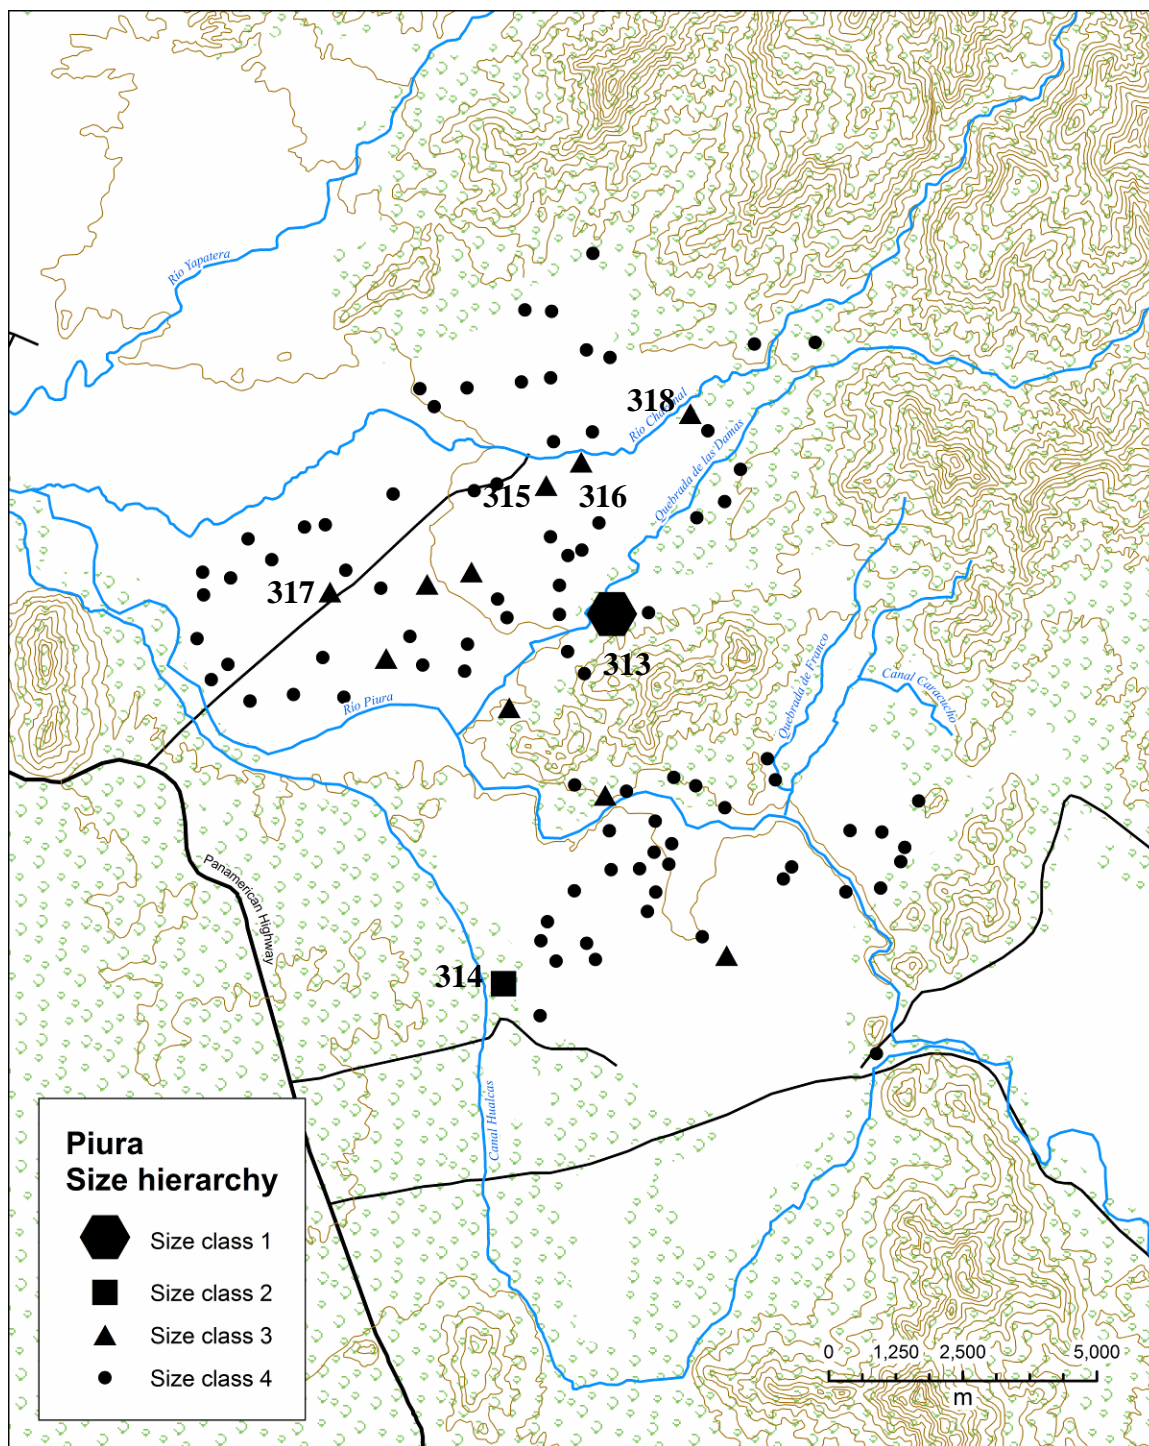 Río Yapatera
318
Río Charanal
Quebrada de las Damas
315
316
317
313
Quebrada de Franco
Canal Caracucho
Río Piura
Panamerican Highway
314
Canal Hualcas
Piura
Size hierarchy
Size class 1
Size class 2
Size class 3
Size class 4
0 1,250 2,500 5,000
m